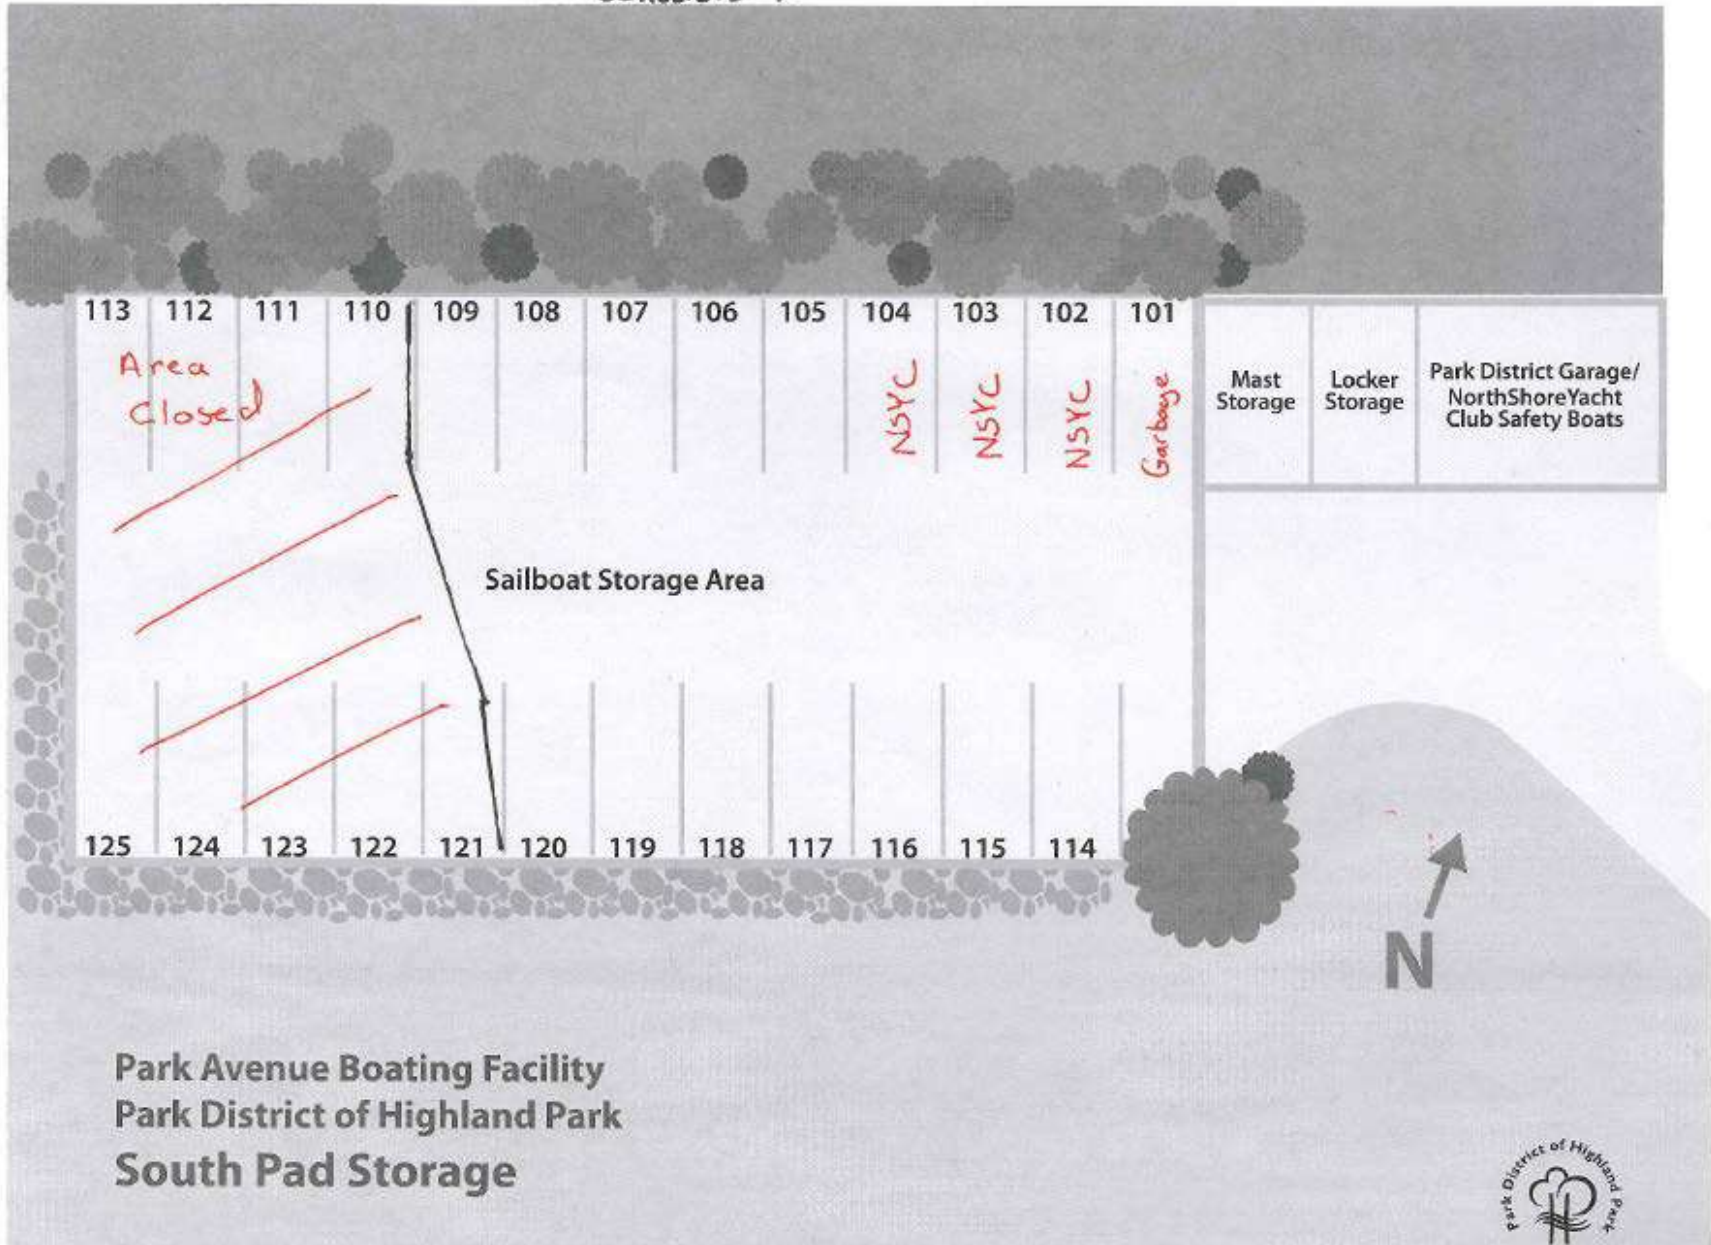 113 112 111 110 109 108 107 106 105 104 103 102 101
Area
Closed
NSYC
NSYC
NSYC
Garbage
Mast
Storage
Locker
Storage
Park District Garage/
NorthShoreYacht
Club Safety Boats
Sailboat Storage Area
125 124 123 122 121 120 119 118 117 116 115 114
N
Park Avenue Boating Facility
Park District of Highland Park
South Pad Storage
Park District of Highland Park